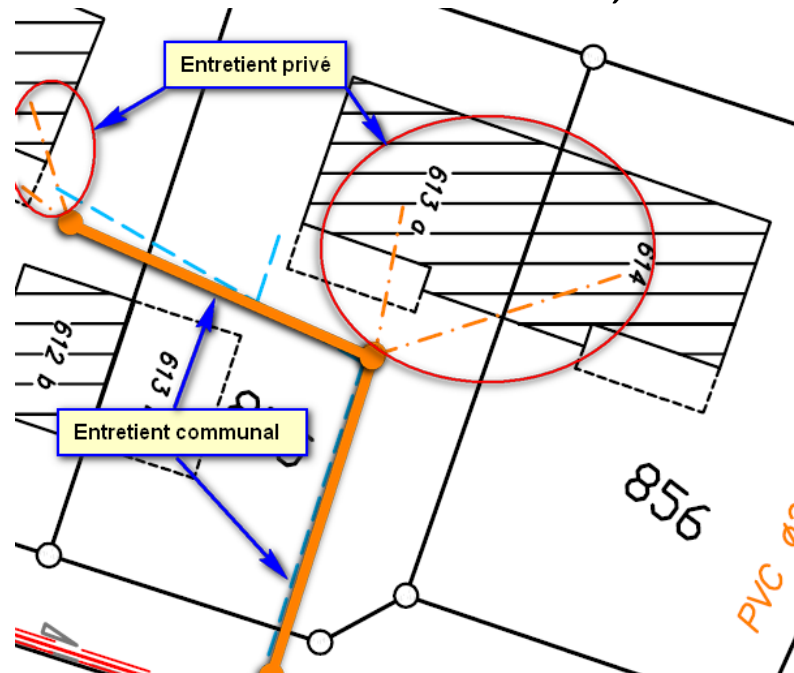 Entretient privé
613 a
614
612 b
613
Entretient communal
856
PVC